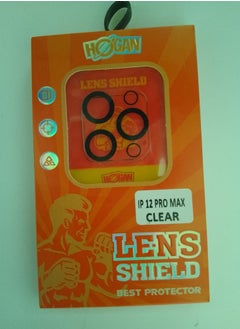 HOGAN
LENS SHIELD
HOGAN
IP 12 PRO MAX
CLEAR
LENS
SHIELD
BEST PROTECTOR